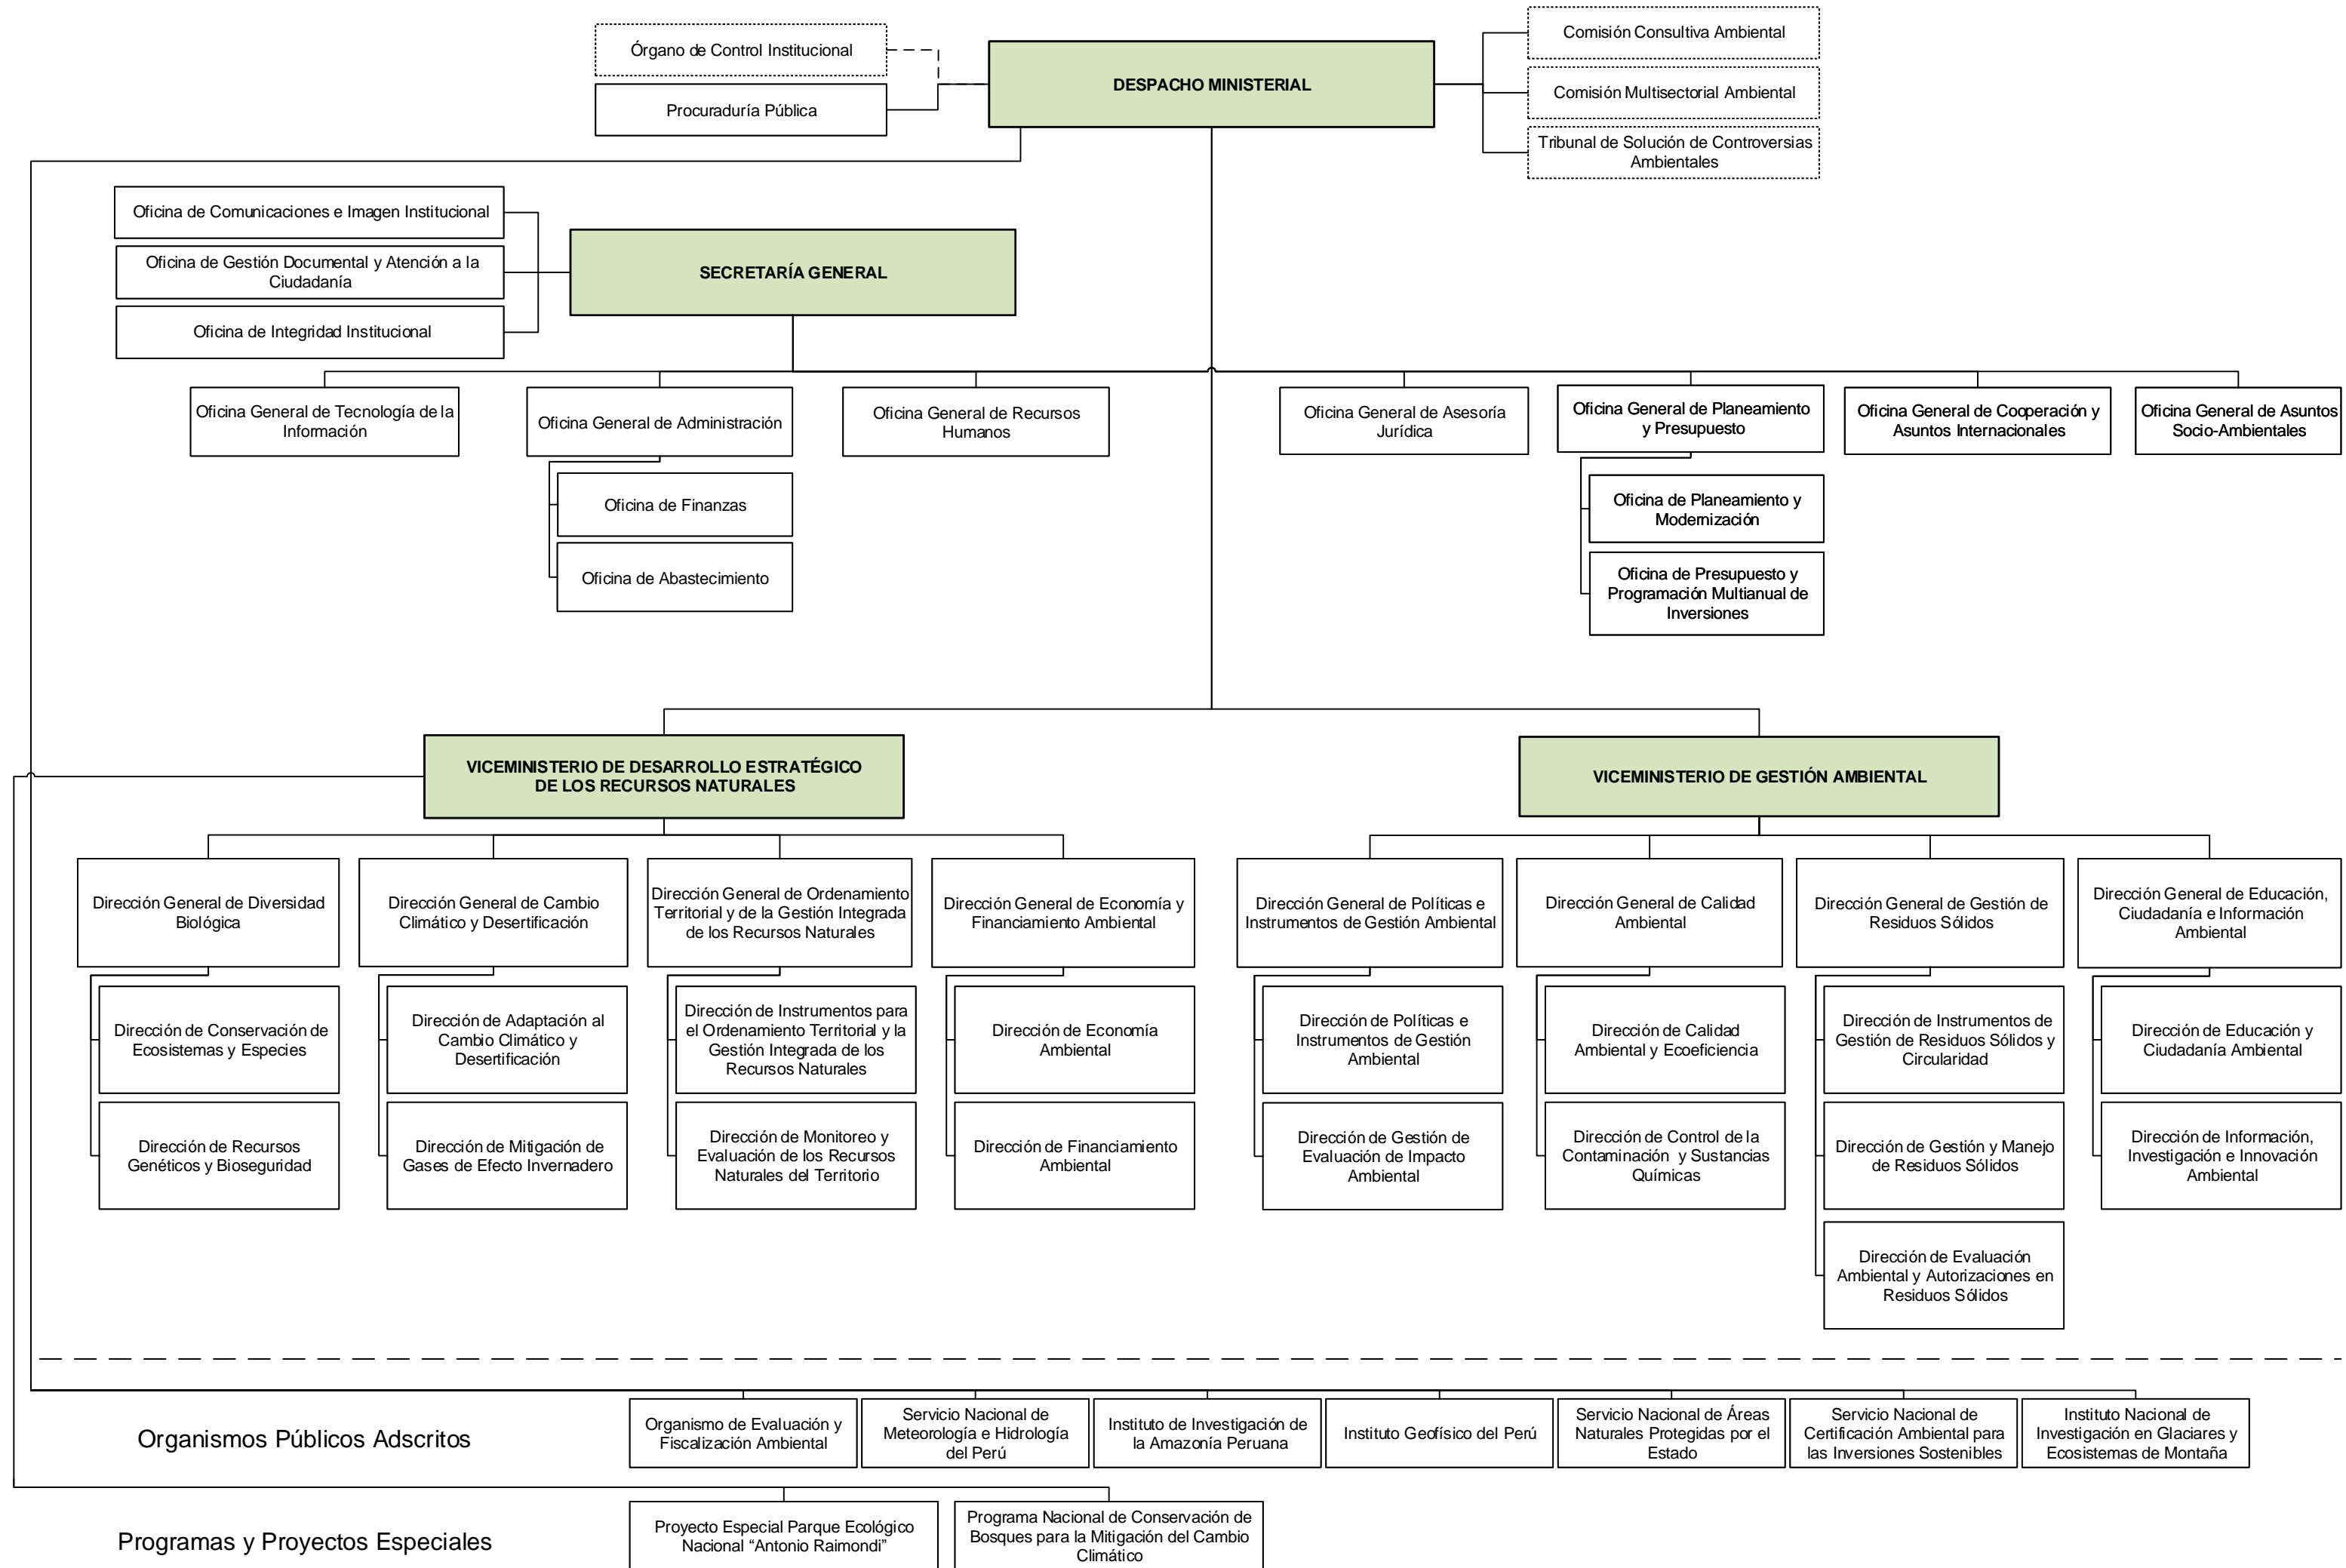 Órgano de Control Institucional
Procuraduría Pública
DESPACHO MINISTERIAL
Comisión Consultiva Ambiental
Comisión Multisectorial Ambiental
Tribunal de Solución de Controversias
Ambientales
Oficina de Comunicaciones e Imagen Institucional
Oficina de Gestión Documental y Atención a la
Ciudadanía
Oficina de Integridad Institucional
SECRETARÍA GENERAL
Oficina General de Tecnología de la
Información
Oficina General de Administración
Oficina General de Recursos
Humanos
Oficina General de Asesoría
Jurídica
Oficina General de Planeamiento
y Presupuesto
Oficina General de Cooperación y
Asuntos Internacionales
Oficina General de Asuntos
Socio-Ambientales
Oficina de Finanzas
Oficina de Abastecimiento
Oficina de Planeamiento y
Modernización
Oficina de Presupuesto y
Programación Multianual de
Inversiones
VICEMINISTERIO DE DESARROLLO ESTRATÉGICO
DE LOS RECURSOS NATURALES
VICEMINISTERIO DE GESTIÓN AMBIENTAL
Dirección General de Diversidad
Biológica
Dirección General de Cambio
Climático y Desertificación
Dirección General de Ordenamiento
Territorial y de la Gestión Integrada
de los Recursos Naturales
Dirección General de Economía y
Financiamiento Ambiental
Dirección General de Políticas e
Instrumentos de Gestión Ambiental
Dirección General de Calidad
Ambiental
Dirección General de Gestión de
Residuos Sólidos
Dirección General de Educación,
Ciudadanía e Información
Ambiental
Dirección de Conservación de
Ecosistemas y Especies
Dirección de Adaptación al
Cambio Climático y
Desertificación
Dirección de Instrumentos para
el Ordenamiento Territorial y la
Gestión Integrada de los
Recursos Naturales
Dirección de Economía
Ambiental
Dirección de Políticas e
Instrumentos de Gestión
Ambiental
Dirección de Calidad
Ambiental y Ecoeficiencia
Dirección de Instrumentos de
Gestión de Residuos Sólidos y
Circularidad
Dirección de Educación y
Ciudadanía Ambiental
Dirección de Recursos
Genéticos y Bioseguridad
Dirección de Mitigación de
Gases de Efecto Invernadero
Dirección de Monitoreo y
Evaluación de los Recursos
Naturales del Territorio
Dirección de Financiamiento
Ambiental
Dirección de Gestión de
Evaluación de Impacto
Ambiental
Dirección de Control de la
Contaminación y Sustancias
Químicas
Dirección de Gestión y Manejo
de Residuos Sólidos
Dirección de Información,
Investigación e Innovación
Ambiental
Dirección de Evaluación
Ambiental y Autorizaciones en
Residuos Sólidos
Organismos Públicos Adscritos
Organismo de Evaluación y
Fiscalización Ambiental
Servicio Nacional de
Meteorología e Hidrología
del Perú
Instituto de Investigación de
la Amazonía Peruana
Instituto Geofísico del Perú
Servicio Nacional de Áreas
Naturales Protegidas por el
Estado
Servicio Nacional de
Certificación Ambiental para
las Inversiones Sostenibles
Instituto Nacional de
Investigación en Glaciares y
Ecosistemas de Montaña
Programas y Proyectos Especiales
Proyecto Especial Parque Ecológico
Nacional “Antonio Raimondi”
Programa Nacional de Conservación de
Bosques para la Mitigación del Cambio
Climático